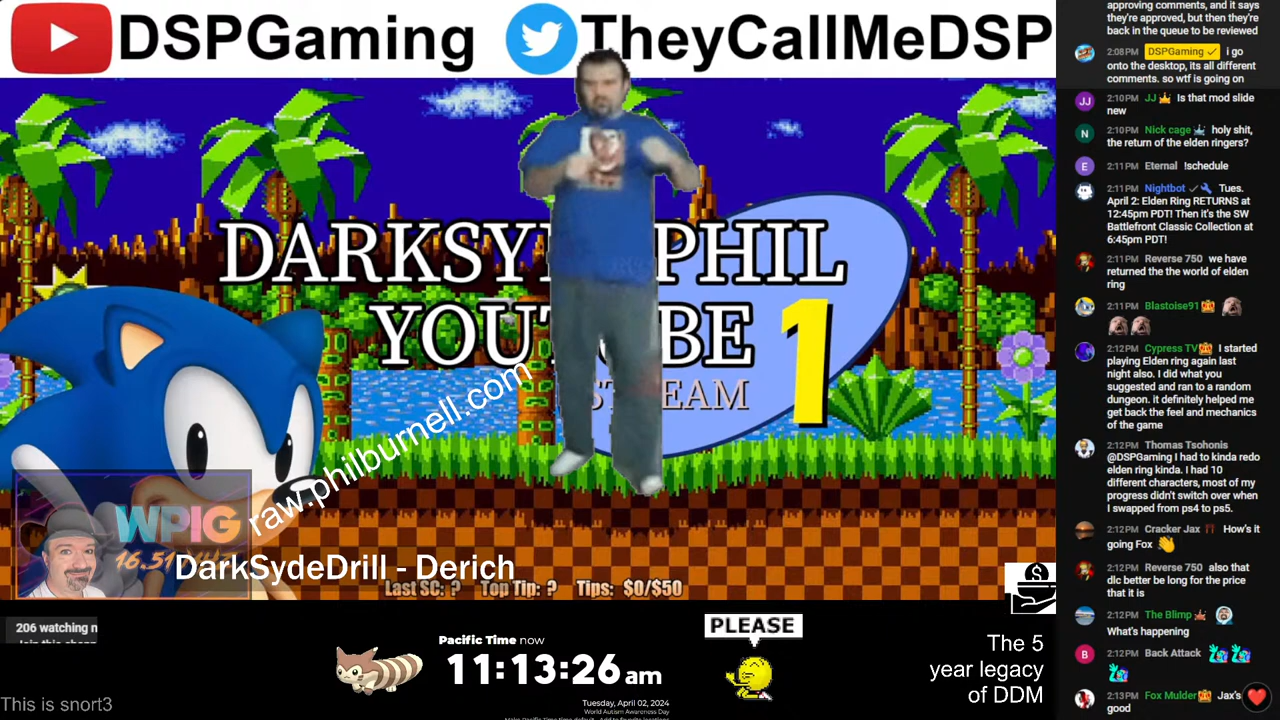 DSPGaming
TheyCallMeDSP
DARKSY PHIL
YOU BE 1
ST EAM
raw.philburnell.com
WPIG
16.51
DarkSydeDrill - Derich
Last SC: ?   Top Tip: ?   Tips: $0/$50
206 watching n
This is snort3
Pacific Time now
11:13:26 am
Tuesday, April 02, 2024
World Autism Awareness Day
PLEASE
The 5
year legacy
of DDM
approving comments, and it says
they're approved, but then they're
back in the queue to be reviewed
2:08PM DSPGaming i go
onto the desktop, its all different
comments. so wtf is going on
JJ 2:10PM JJ Is that mod slide
new
N 2:10PM Nick cage holy shit,
the return of the elden ringers?
E 2:11PM Eternal !schedule
2:11PM Nightbot Tues.
April 2: Elden Ring RETURNS at
12:45pm PDT! Then it's the SW
Battlefront Classic Collection at
6:45pm PDT!
2:11PM Reverse 750 we have
returned the the world of elden
ring
2:11PM Blastoise91
2:12PM Cypress TV I started
playing Elden ring again last
night also. I did what you
suggested and ran to a random
dungeon. it definitely helped me
get back the feel and mechanics
of the game
2:12PM Thomas Tsohonis
@DSPGaming I had to kinda redo
elden ring kinda. I had 10
different characters, most of my
progress didn't switch over when
I swapped from ps4 to ps5.
2:12PM Cracker Jax How's it
going Fox
2:12PM Reverse 750 also that
dlc better be long for the price
that it is
2:12PM The Blimp
What's happening
B 2:12PM Back Attack
2:13PM Fox Mulder Jax's
good